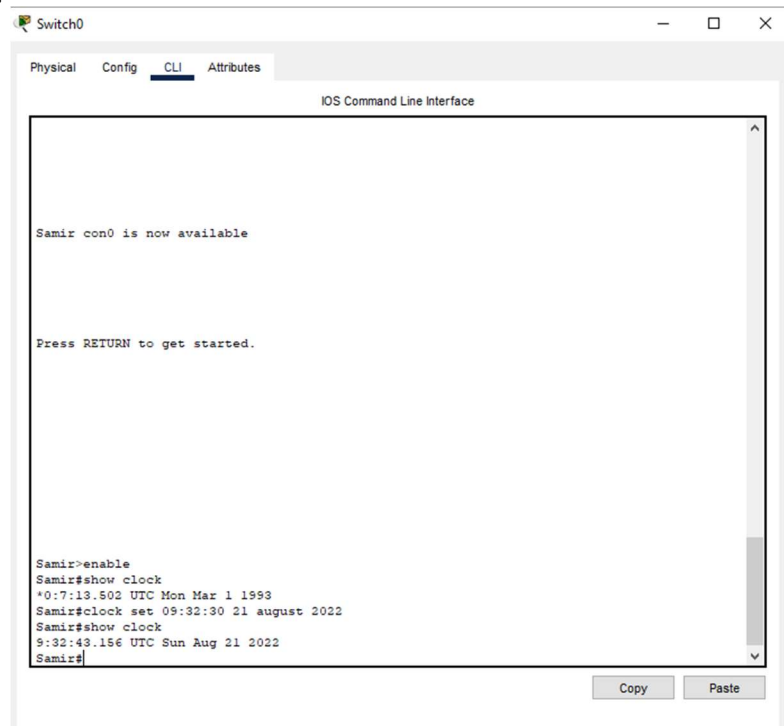 Switch0
Physical Config CLI Attributes
IOS Command Line Interface
Samir con0 is now available
Press RETURN to get started.
Samir>enable
Samir#show clock
*0:7:13.502 UTC Mon Mar 1 1993
Samir#clock set 09:32:30 21 august 2022
Samir#show clock
9:32:43.156 UTC Sun Aug 21 2022
Samir#
Copy Paste